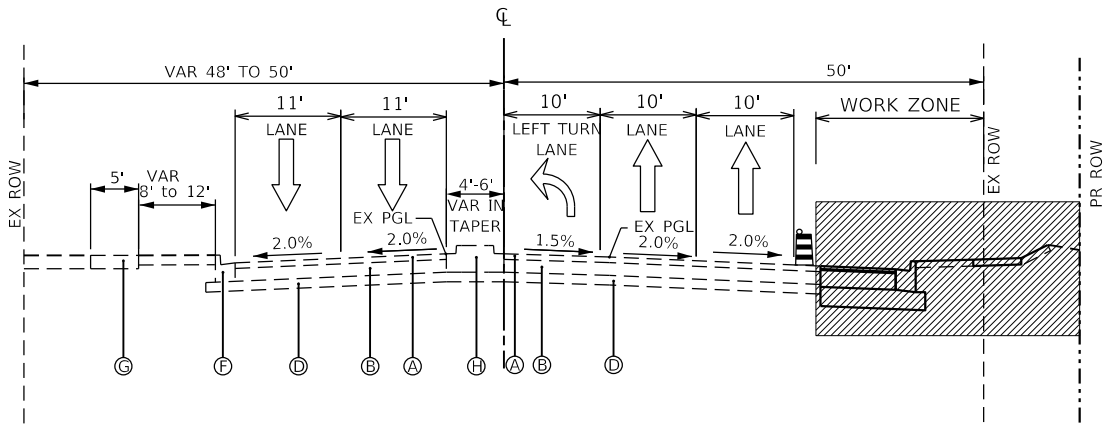 ℄
VAR 48' TO 50'
50'
11'
11'
10'
10'
10'
WORK ZONE
LANE
LANE
LEFT TURN
LANE
LANE
LANE
EX ROW
5'
VAR
8' to 12'
4'-6'
VAR IN
TAPER
EX PGL
EX PGL
2.0%
2.0%
1.5%
2.0%
2.0%
EX ROW
PR ROW
G
F
D
B
A
H
A
B
D